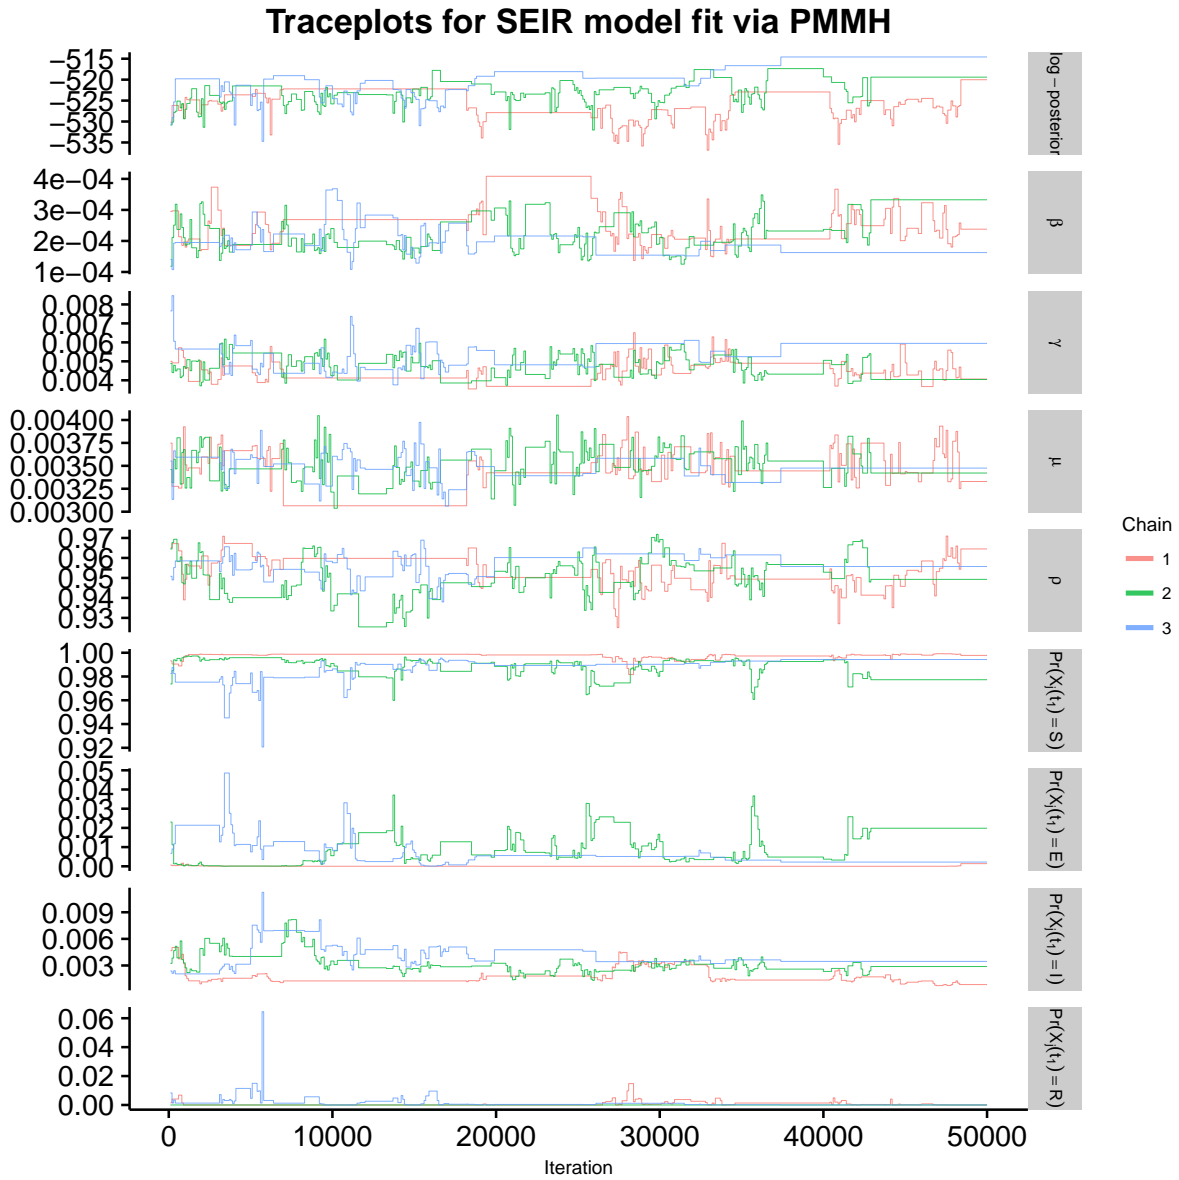 Traceplots for SEIR model fit via PMMH
−515
−520
−525
−530
−535
log−posterior
4e−04
3e−04
2e−04
1e−04
β
0.008
0.007
0.006
0.005
0.004
γ
0.00400
0.00375
0.00350
0.00325
0.00300
μ
0.97
0.96
0.95
0.94
0.93
ρ
1.00
0.98
0.96
0.94
0.92
Pr(Xj(t1) = S)
0.05
0.04
0.03
0.02
0.01
0.00
Pr(Xj(t1) = E)
0.009
0.006
0.003
Pr(Xj(t1) = I)
0.06
0.04
0.02
0.00
Pr(Xj(t1) = R)
0 10000 20000 30000 40000 50000
Iteration
Chain
1
2
3